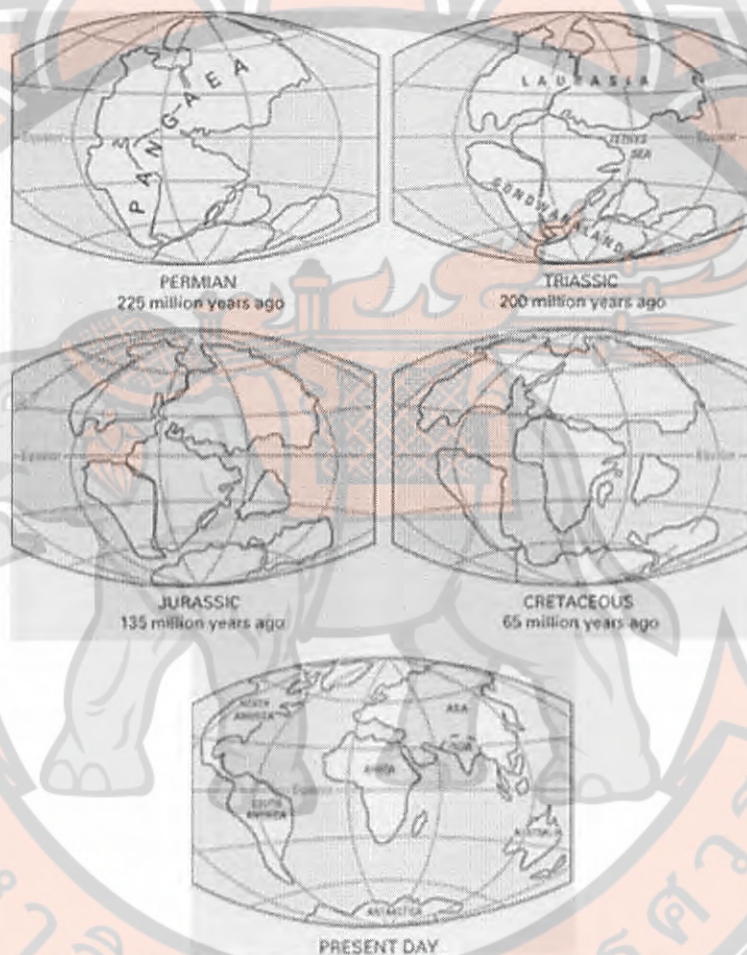 PANGAEA
Equator
PERMIAN
225 million years ago
LAURASIA
TETHYS SEA
Equator
GONDWANALAND
TRIASSIC
200 million years ago
Equator
JURASSIC
135 million years ago
CRETACEOUS
65 million years ago
NORTH AMERICA
ASIA
INDIA
AFRICA
Equator
SOUTH AMERICA
AUSTRALIA
ANTARCTICA
PRESENT DAY